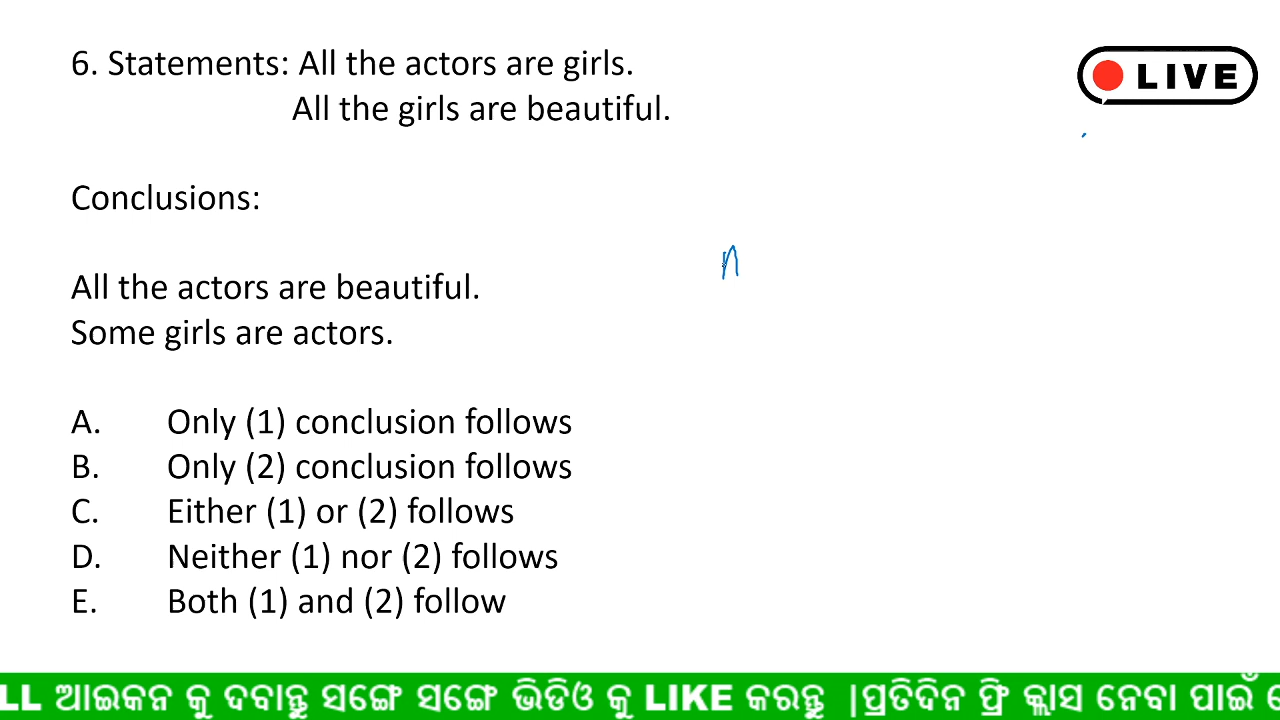 6. Statements: All the actors are girls.
All the girls are beautiful.
LIVE
Conclusions:
n
All the actors are beautiful.
Some girls are actors.
A. Only (1) conclusion follows
B. Only (2) conclusion follows
C. Either (1) or (2) follows
D. Neither (1) nor (2) follows
E. Both (1) and (2) follow
LL ଆଇକନ କୁ ଦବାନ୍ତୁ ସଙ୍ଗେ ସଙ୍ଗେ ଭିଡିଓ କୁ LIKE କରନ୍ତୁ |ପ୍ରତିଦିନ ଫ୍ରି କ୍ଲାସ ନେବା ପାଇଁ